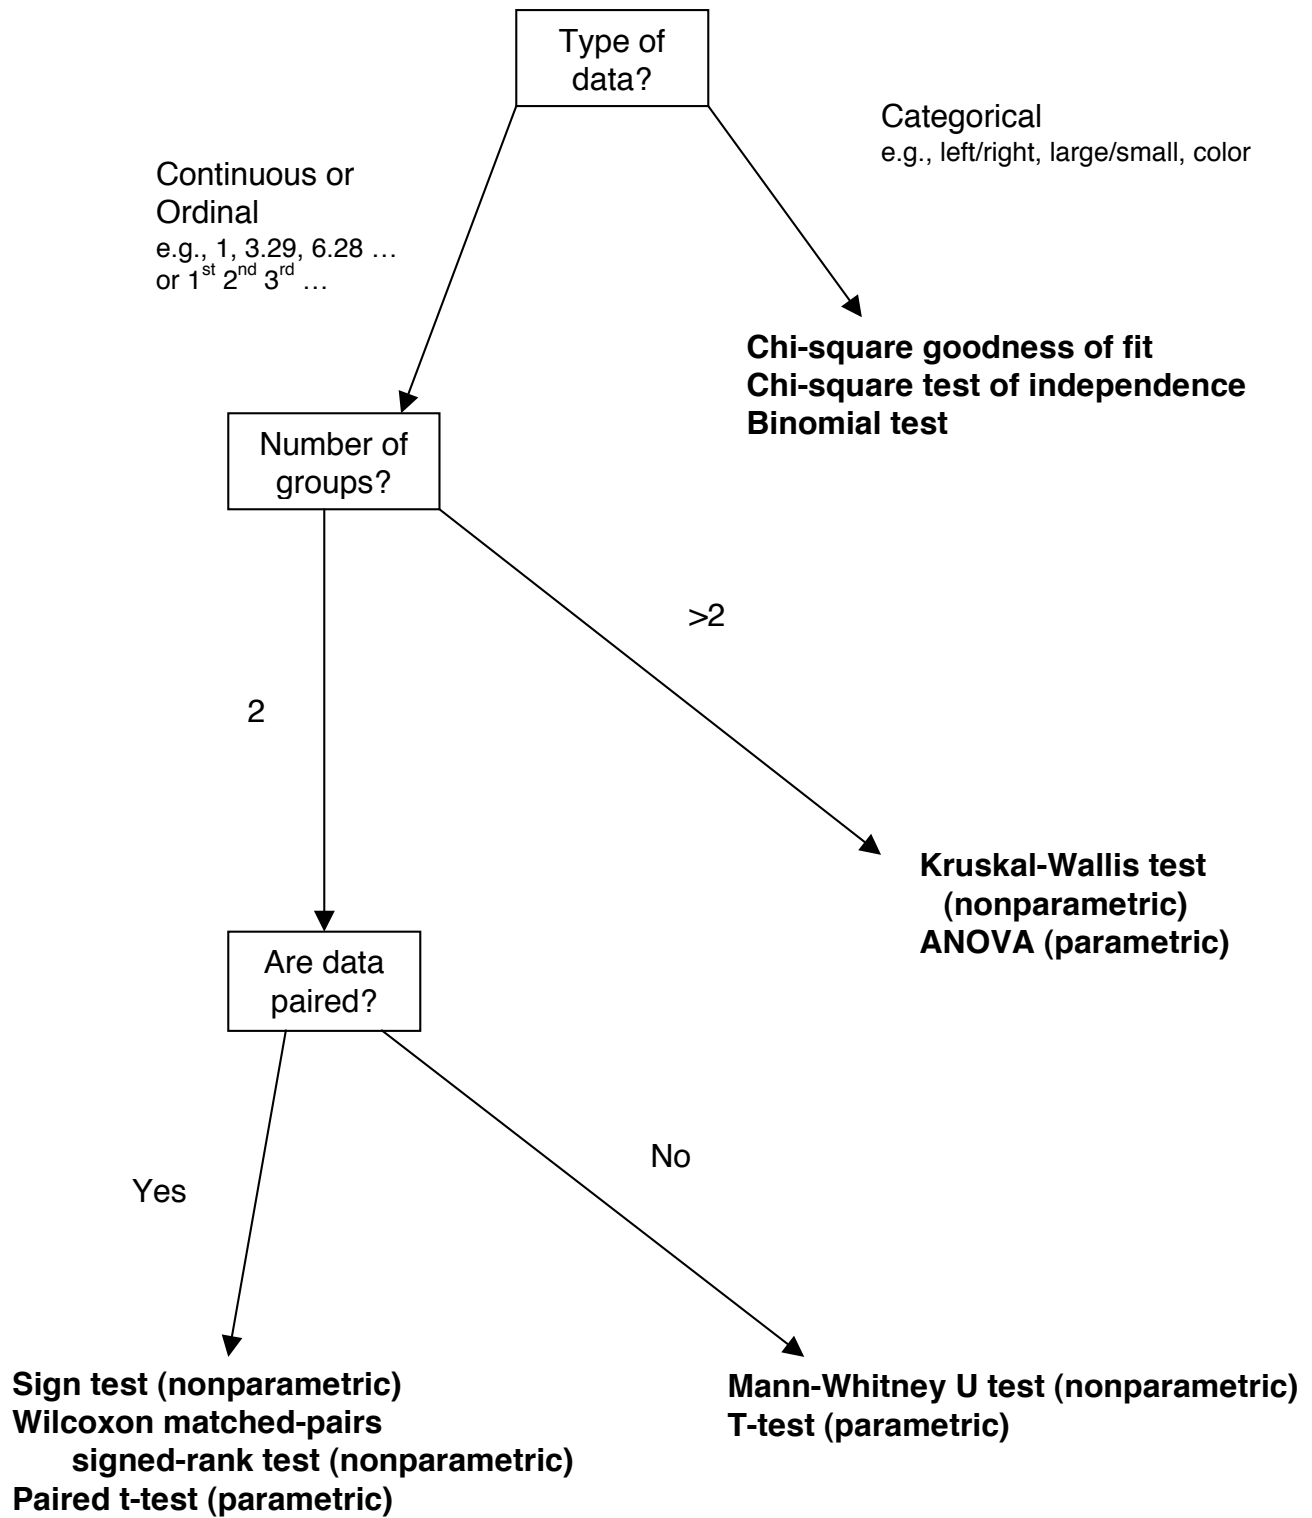 Type of
data?
Categorical
e.g., left/right, large/small, color
Continuous or
Ordinal
e.g., 1, 3.29, 6.28 …
or 1st 2nd 3rd …
Chi-square goodness of fit
Chi-square test of independence
Binomial test
Number of
groups?
>2
2
Kruskal-Wallis test
(nonparametric)
ANOVA (parametric)
Are data
paired?
No
Yes
Sign test (nonparametric)
Wilcoxon matched-pairs
signed-rank test (nonparametric)
Paired t-test (parametric)
Mann-Whitney U test (nonparametric)
T-test (parametric)